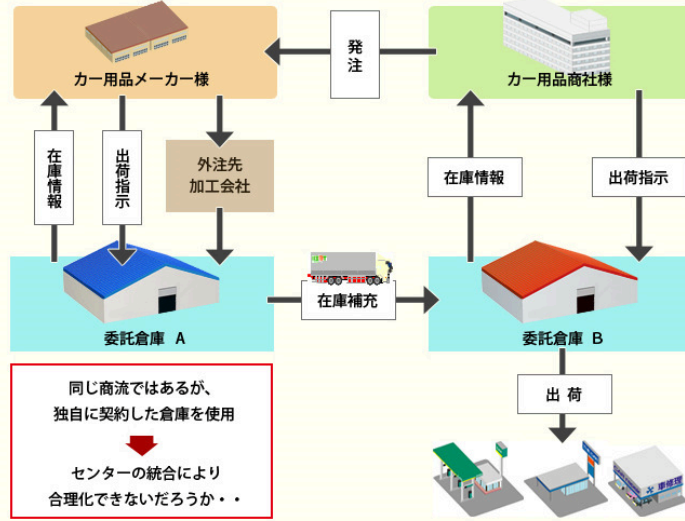 発注
カー用品メーカー様
カー用品商社様
在庫情報
出荷指示
外注先
加工会社
在庫情報
出荷指示
在庫補充
委託倉庫 A
委託倉庫 B
同じ商流ではあるが、
独自に契約した倉庫を使用
センターの統合により
合理化できないだろうか・・
出荷
車修理